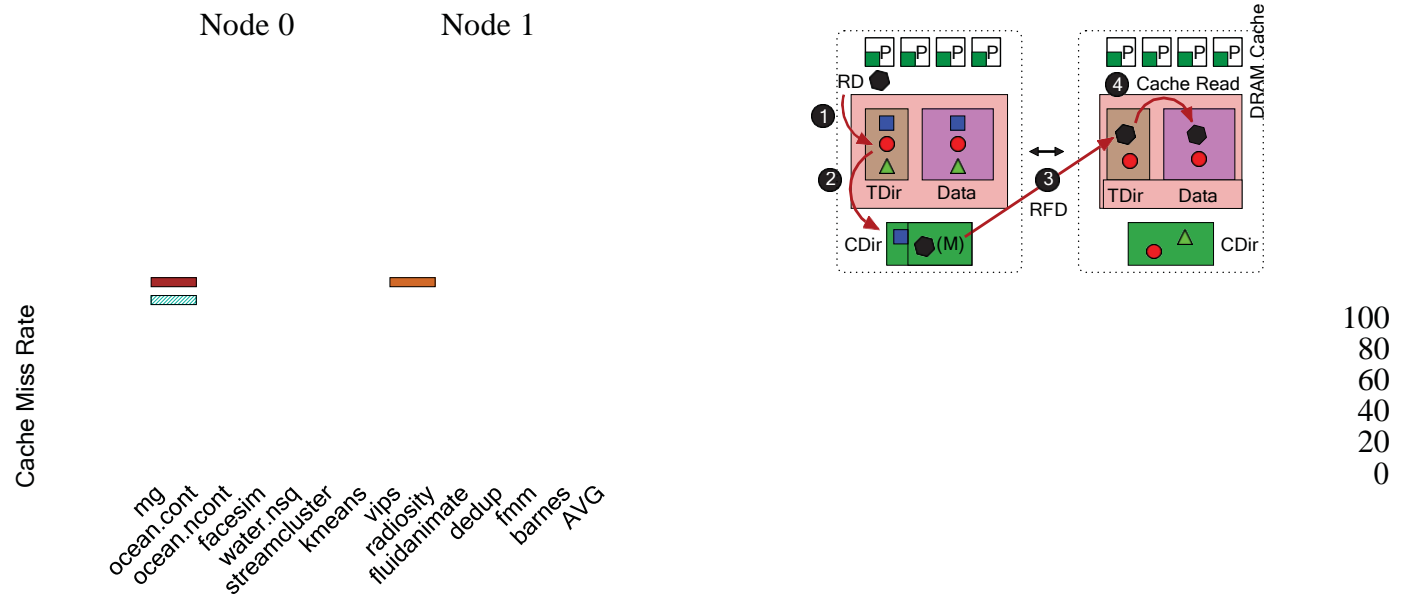 Node 0
Node 1
P P P P
P P P P
DRAM Cache
RD
4 Cache Read
1
2
TDir Data
3
RFD
TDir Data
CDir
(M)
CDir
Cache Miss Rate
100
80
60
40
20
0
mg
ocean.cont
ocean.ncont
facesim
water.nsq
streamcluster
kmeans
vips
radiosity
fluidanimate
dedup
fmm
barnes
AVG